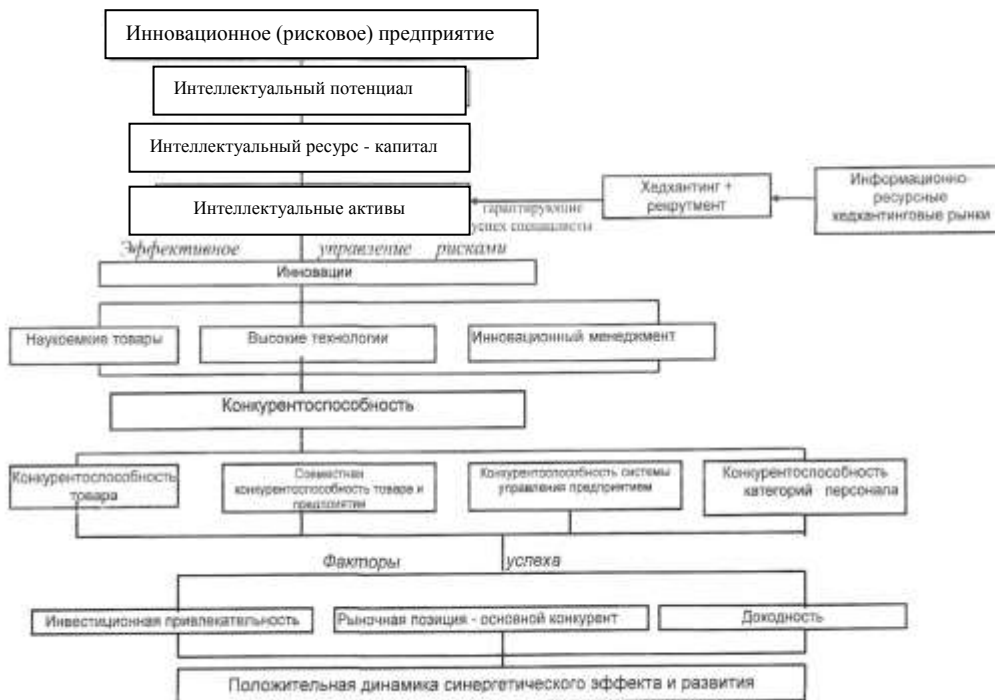 Инновационное (рисковое) предприятие
Интеллектуальный потенциал
Интеллектуальный ресурс - капитал
Интеллектуальные активы
гарантирующие
успех специалисты
Хедхантинг +
рекрутмент
Информационно-
ресурсные
хедхантинговые рынки
Эффективное управление рисками
Инновации
Наукоемкие товары
Высокие технологии
Инновационный менеджмент
Конкурентоспособность
Конкурентоспособность
товара
Совместная
конкурентоспособность товара и
предприятия
Конкурентоспособность системы
управления предприятием
Конкурентоспособность
категорий персонала
Факторы успеха
Инвестиционная привлекательность
Рыночная позиция - основной конкурент
Доходность
Положительная динамика синергетического эффекта и развития